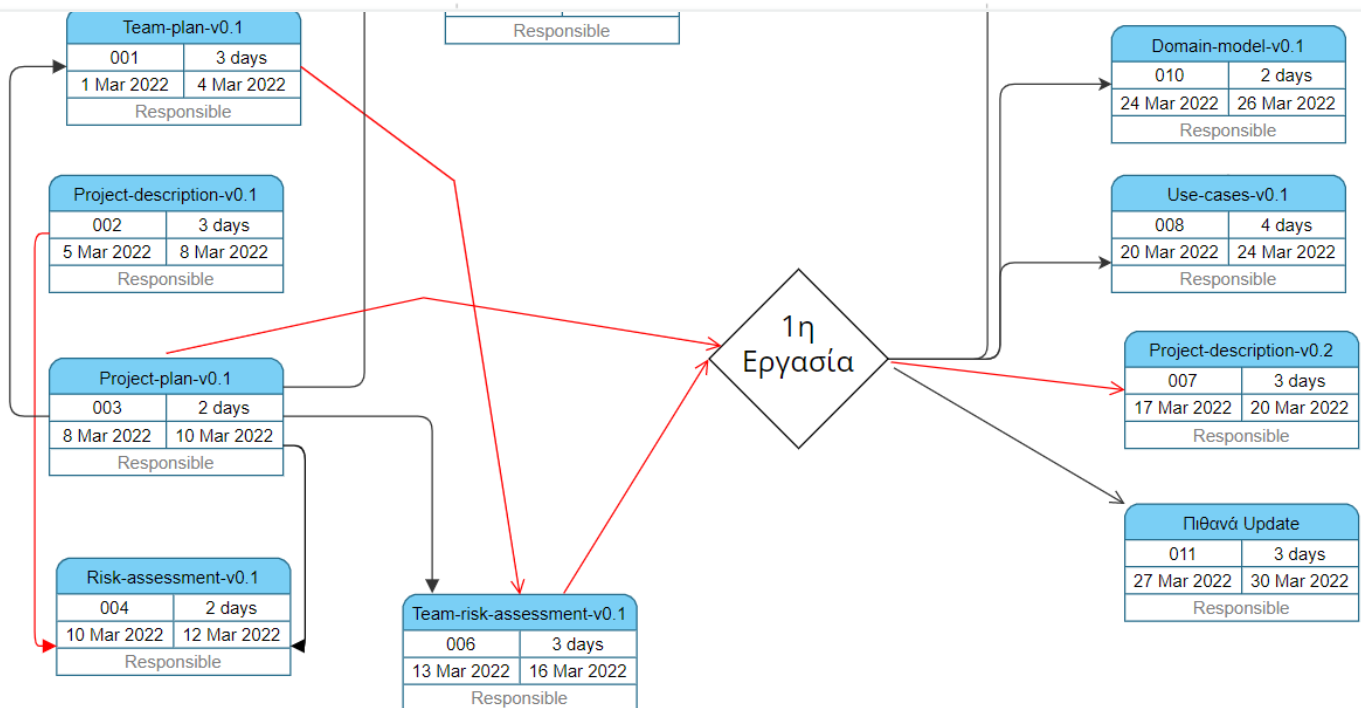 Team-plan-v0.1
001 3 days
1 Mar 2022 4 Mar 2022
Responsible
Project-description-v0.1
002 3 days
5 Mar 2022 8 Mar 2022
Responsible
Project-plan-v0.1
003 2 days
8 Mar 2022 10 Mar 2022
Responsible
Risk-assessment-v0.1
004 2 days
10 Mar 2022 12 Mar 2022
Responsible
Responsible
Team-risk-assessment-v0.1
006 3 days
13 Mar 2022 16 Mar 2022
Responsible
1η
Εργασία
Domain-model-v0.1
010 2 days
24 Mar 2022 26 Mar 2022
Responsible
Use-cases-v0.1
008 4 days
20 Mar 2022 24 Mar 2022
Responsible
Project-description-v0.2
007 3 days
17 Mar 2022 20 Mar 2022
Responsible
Πιθανά Update
011 3 days
27 Mar 2022 30 Mar 2022
Responsible